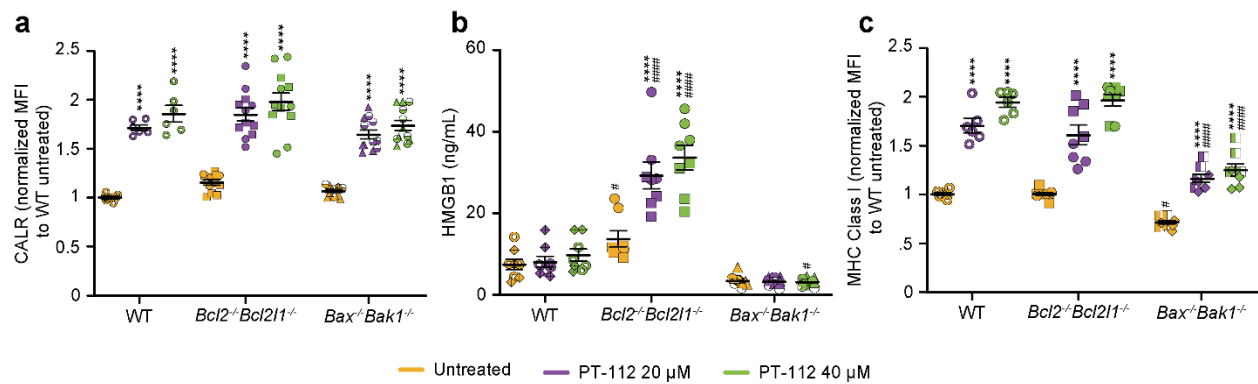 a
CALR (normalized MFI
to WT untreated)
2.5
2
1.5
1
0.5
0
****
****
****
****
****
****
WT
Bcl2-/-Bcl2l1-/-
Bax-/-Bak1-/-
b
HMGB1 (ng/mL)
60
40
20
0
#
****
####
****
####
#
WT
Bcl2-/-Bcl2l1-/-
Bax-/-Bak1-/-
c
MHC Class I (normalized MFI
to WT untreated)
2.5
2
1.5
1
0.5
0
****
****
****
****
#
****
####
****
####
WT
Bcl2-/-Bcl2l1-/-
Bax-/-Bak1-/-
Untreated
PT-112 20 µM
PT-112 40 µM